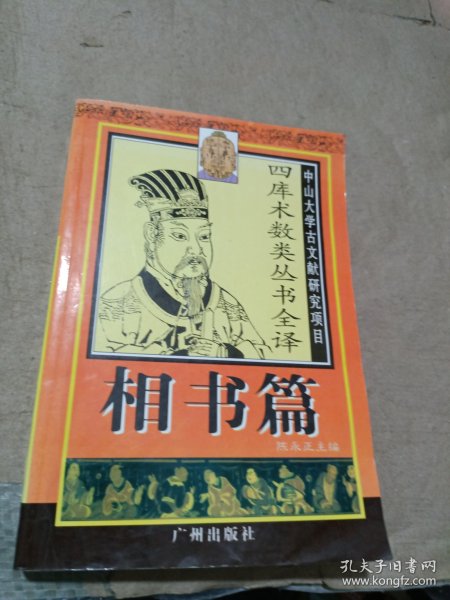 中山大学古文献研究项目
四库术数类丛书全译
相书篇
陈永正主编
广州出版社
孔夫子旧书网
www.kongfz.com